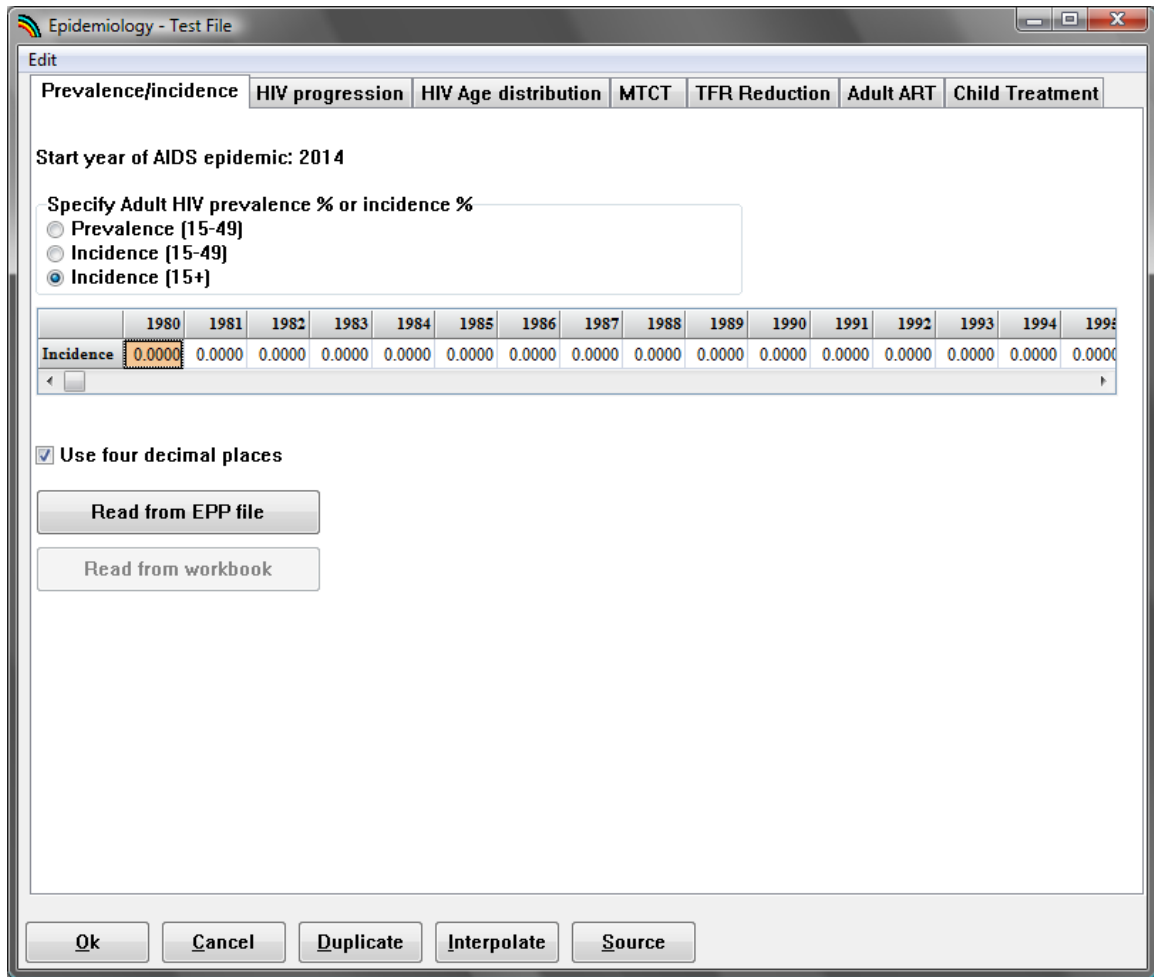 Epidemiology - Test File
Edit
Prevalence/incidence HIV progression HIV Age distribution MTCT TFR Reduction Adult ART Child Treatment
Start year of AIDS epidemic: 2014
Specify Adult HIV prevalence % or incidence %
Prevalence (15-49)
Incidence (15-49)
Incidence (15+)
1980 1981 1982 1983 1984 1985 1986 1987 1988 1989 1990 1991 1992 1993 1994 1995
Incidence 0.0000 0.0000 0.0000 0.0000 0.0000 0.0000 0.0000 0.0000 0.0000 0.0000 0.0000 0.0000 0.0000 0.0000 0.0000 0.0000
Use four decimal places
Read from EPP file
Read from workbook
Ok Cancel Duplicate Interpolate Source